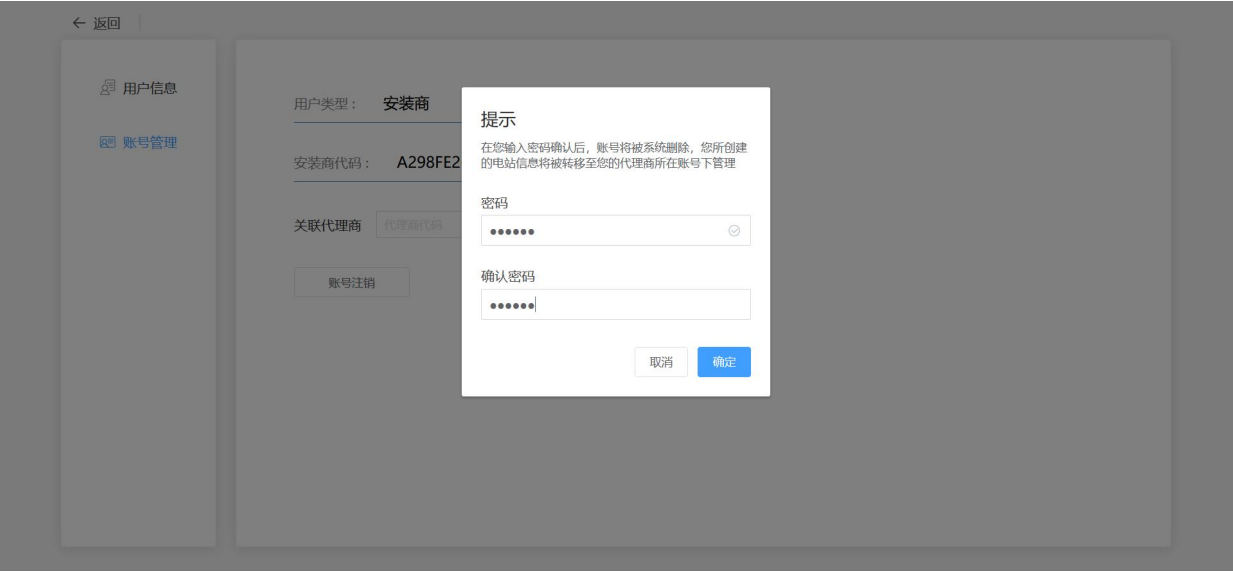 返回
用户信息
账号管理
用户类型： 安装商
安装商代码： A298FE2
关联代理商 代理商代码
账号注销
提示
在您输入密码确认后，账号将被系统删除，您所创建
的电站信息将被转移至您的代理商所在账号下管理
密码
●●●●●●
确认密码
●●●●●●
取消 确定